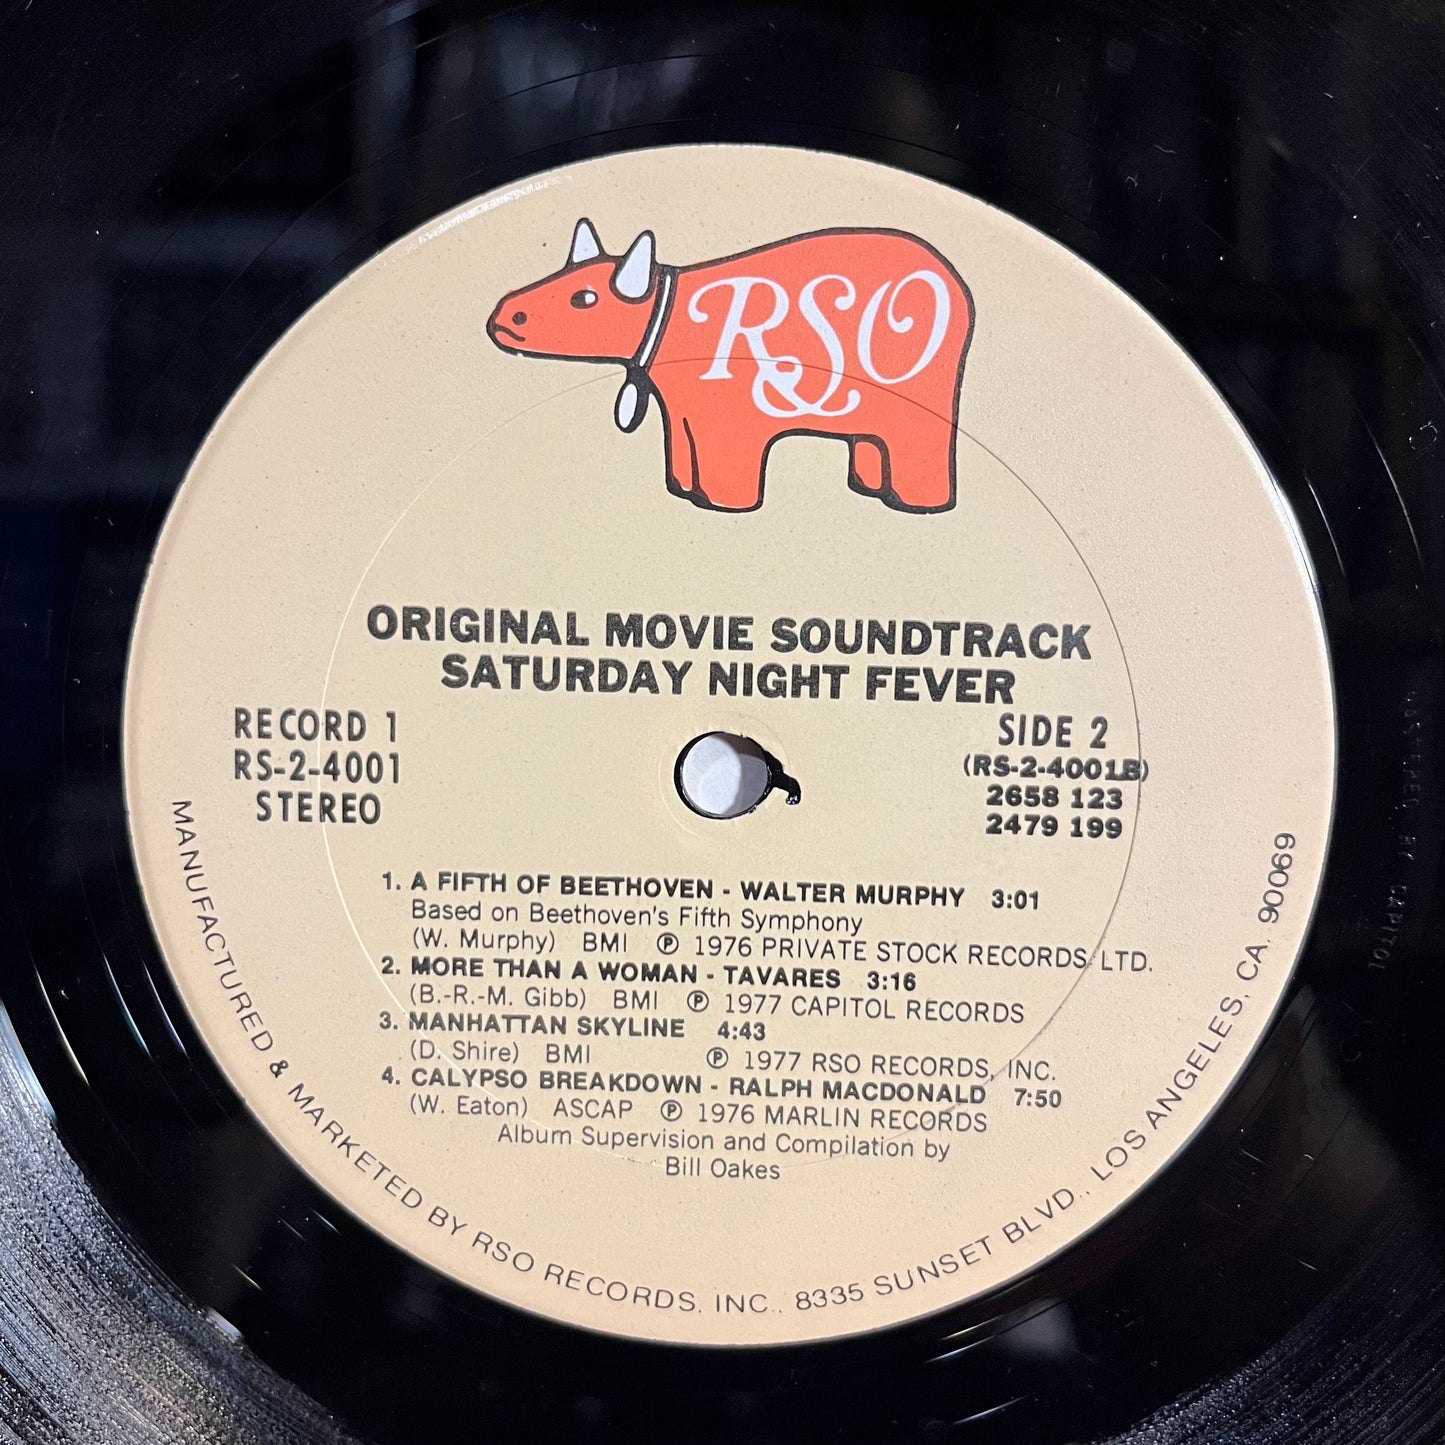 RSO
ORIGINAL MOVIE SOUNDTRACK
SATURDAY NIGHT FEVER
RECORD 1
RS-2-4001
STEREO
SIDE 2
(RS-2-4001B)
2658 123
2479 199
1. A FIFTH OF BEETHOVEN - WALTER MURPHY 3:01
Based on Beethoven's Fifth Symphony
(W. Murphy) BMI ℗ 1976 PRIVATE STOCK RECORDS, LTD.
2. MORE THAN A WOMAN - TAVARES 3:16
(B.-R.-M. Gibb) BMI ℗ 1977 CAPITOL RECORDS
3. MANHATTAN SKYLINE 4:43
(D. Shire) BMI ℗ 1977 RSO RECORDS, INC.
4. CALYPSO BREAKDOWN - RALPH MACDONALD 7:50
(W. Eaton) ASCAP ℗ 1976 MARLIN RECORDS
Album Supervision and Compilation by
Bill Oakes
MANUFACTURED & MARKETED BY RSO RECORDS, INC., 8335 SUNSET BLVD., LOS ANGELES, CA. 90069
MASTERED BY CAPITOL